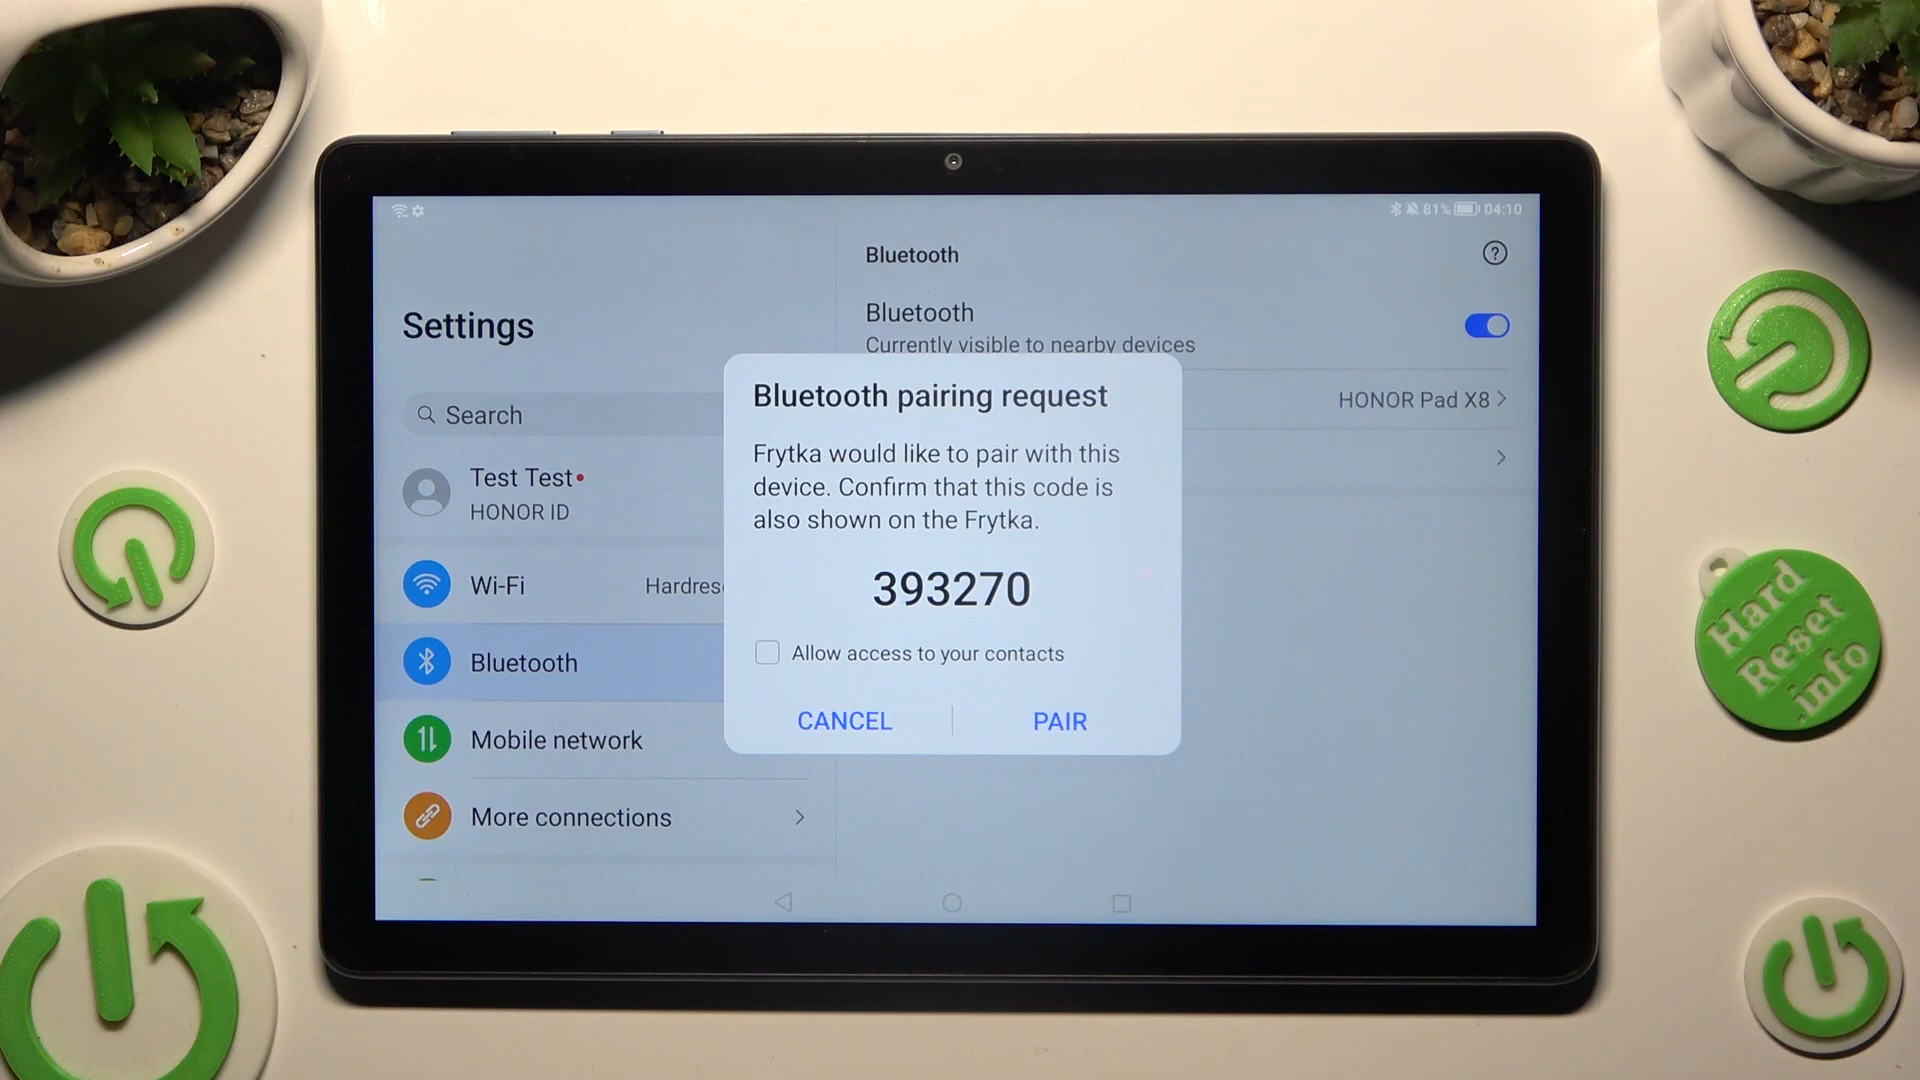 81% 04:10
Settings
Search
Test Test
HONOR ID
Wi-Fi
Bluetooth
Mobile network
More connections
Bluetooth
Bluetooth
Currently visible to nearby devices
HONOR Pad X8
Bluetooth pairing request
Frytka would like to pair with this
device. Confirm that this code is
also shown on the Frytka.
393270
Allow access to your contacts
CANCEL PAIR
Hard
Reset
.info